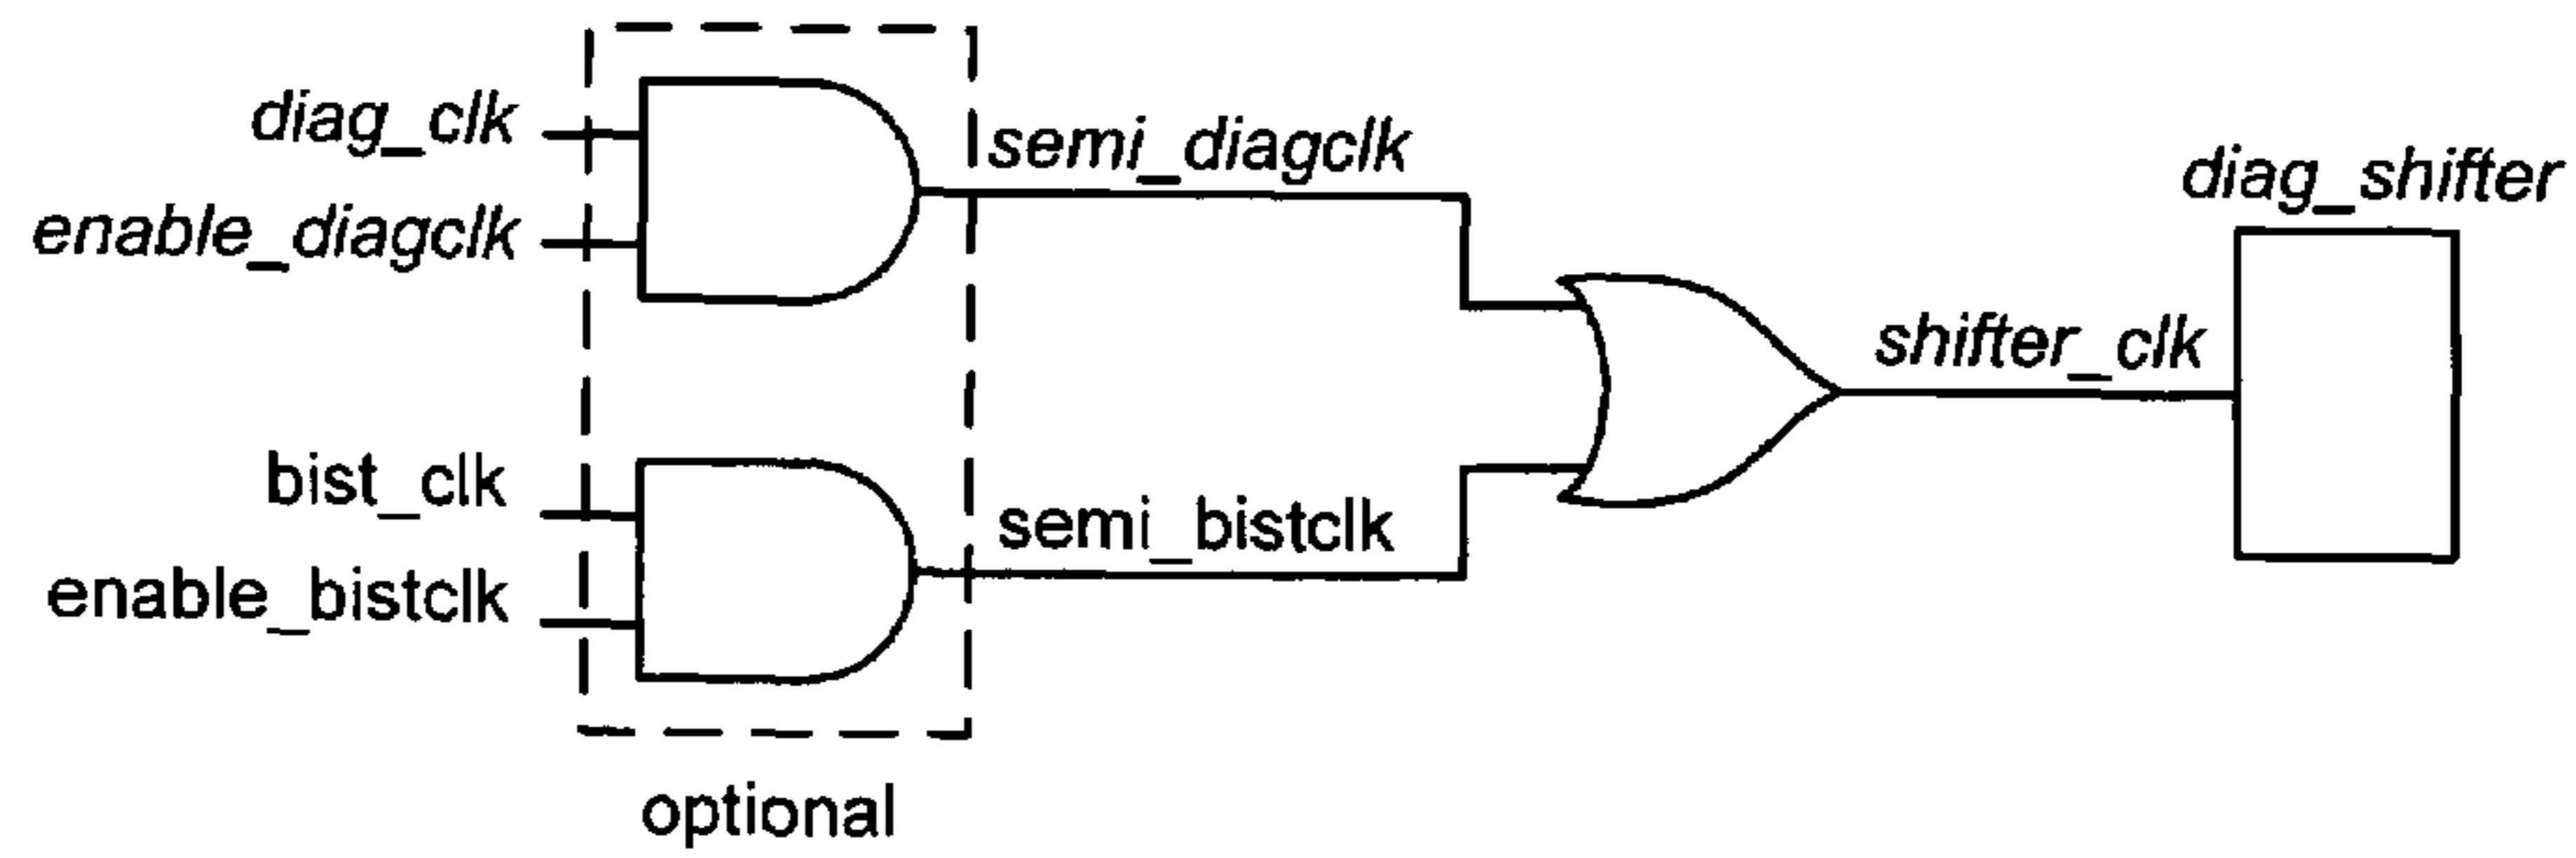 diag_clk
enable_diagclk
semi_diagclk
diag_shifter
shifter_clk
bist_clk
enable_bistclk
semi_bistclk
optional